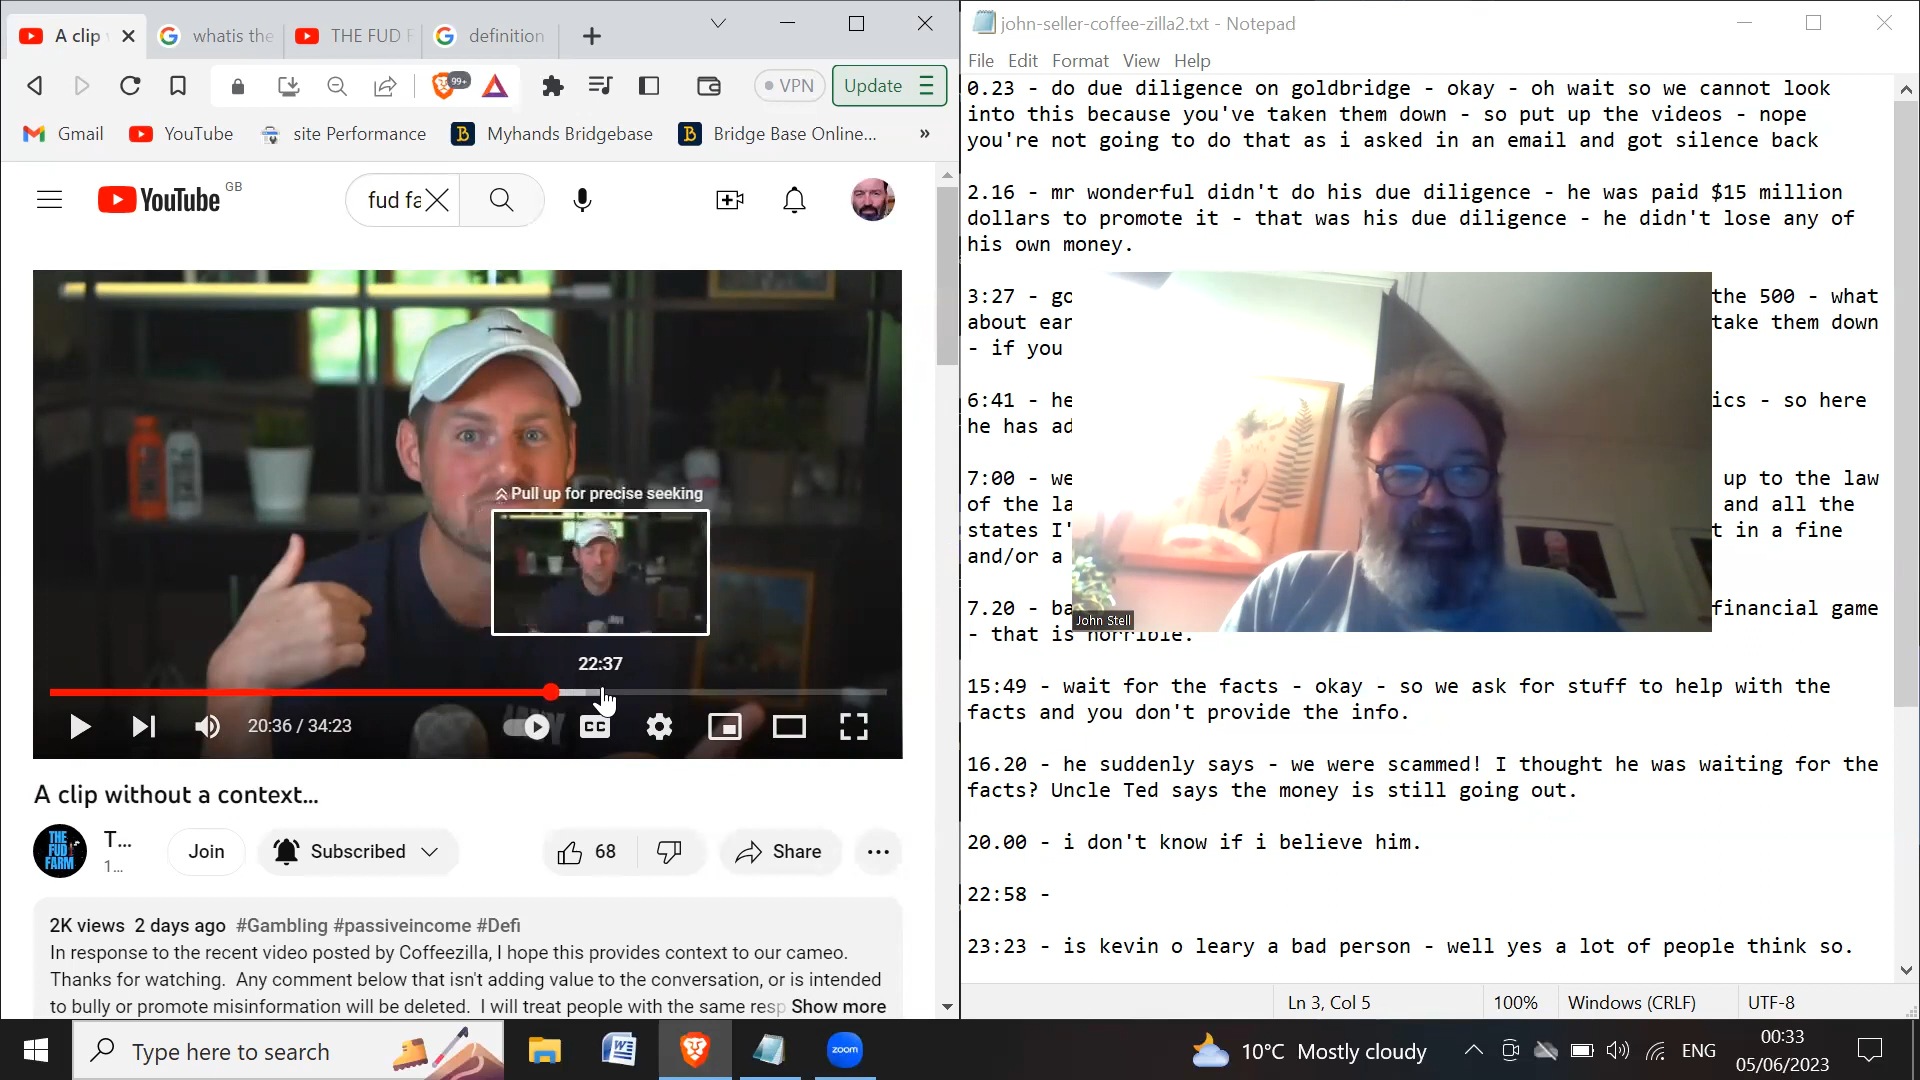 A clip
whatis the
THE FUD F
definition
99+
VPN
Update
Gmail
YouTube
site Performance
Myhands Bridgebase
Bridge Base Online...
»
YouTube GB
fud fa
Pull up for precise seeking
22:37
20:36 / 34:23
CC
A clip without a context...
THE FUD FARM
T...
1...
Join
Subscribed
68
Share
2K views 2 days ago #Gambling #passiveincome #Defi
In response to the recent video posted by Coffeezilla, I hope this provides context to our cameo.
Thanks for watching. Any comment below that isn't adding value to the conversation, or is intended
to bully or promote misinformation will be deleted. I will treat people with the same resp Show more
john-seller-coffee-zilla2.txt - Notepad
File Edit Format View Help
0.23 - do due diligence on goldbridge - okay - oh wait so we cannot look
into this because you've taken them down - so put up the videos - nope
you're not going to do that as i asked in an email and got silence back
2.16 - mr wonderful didn't do his due diligence - he was paid $15 million
dollars to promote it - that was his due diligence - he didn't lose any of
his own money.
3:27 - go the 500 - what
about ear take them down
- if you
6:41 - he ics - so here
he has ad
7:00 - we up to the law
of the la and all the
states I' t in a fine
and/or a
7.20 - ba financial game
- that is horrible.
John Stell
15:49 - wait for the facts - okay - so we ask for stuff to help with the
facts and you don't provide the info.
16.20 - he suddenly says - we were scammed! I thought he was waiting for the
facts? Uncle Ted says the money is still going out.
20.00 - i don't know if i believe him.
22:58 -
23:23 - is kevin o leary a bad person - well yes a lot of people think so.
Ln 3, Col 5
100%
Windows (CRLF)
UTF-8
Type here to search
zoom
10°C Mostly cloudy
ENG
00:33
05/06/2023